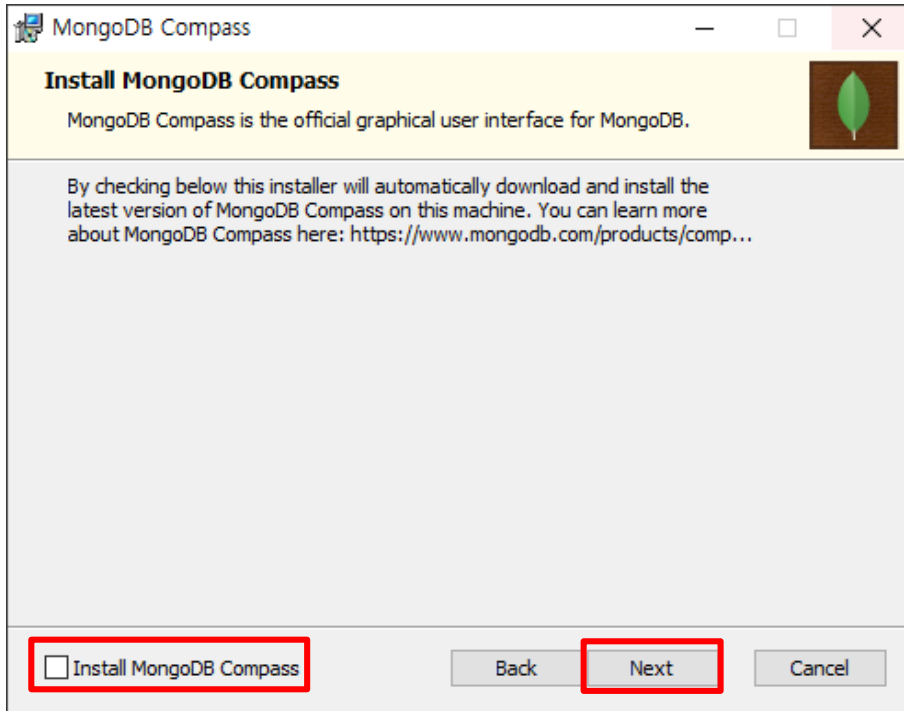 MongoDB Compass
Install MongoDB Compass
MongoDB Compass is the official graphical user interface for MongoDB.
By checking below this installer will automatically download and install the
latest version of MongoDB Compass on this machine. You can learn more
about MongoDB Compass here: https://www.mongodb.com/products/comp...
Install MongoDB Compass
Back
Next
Cancel